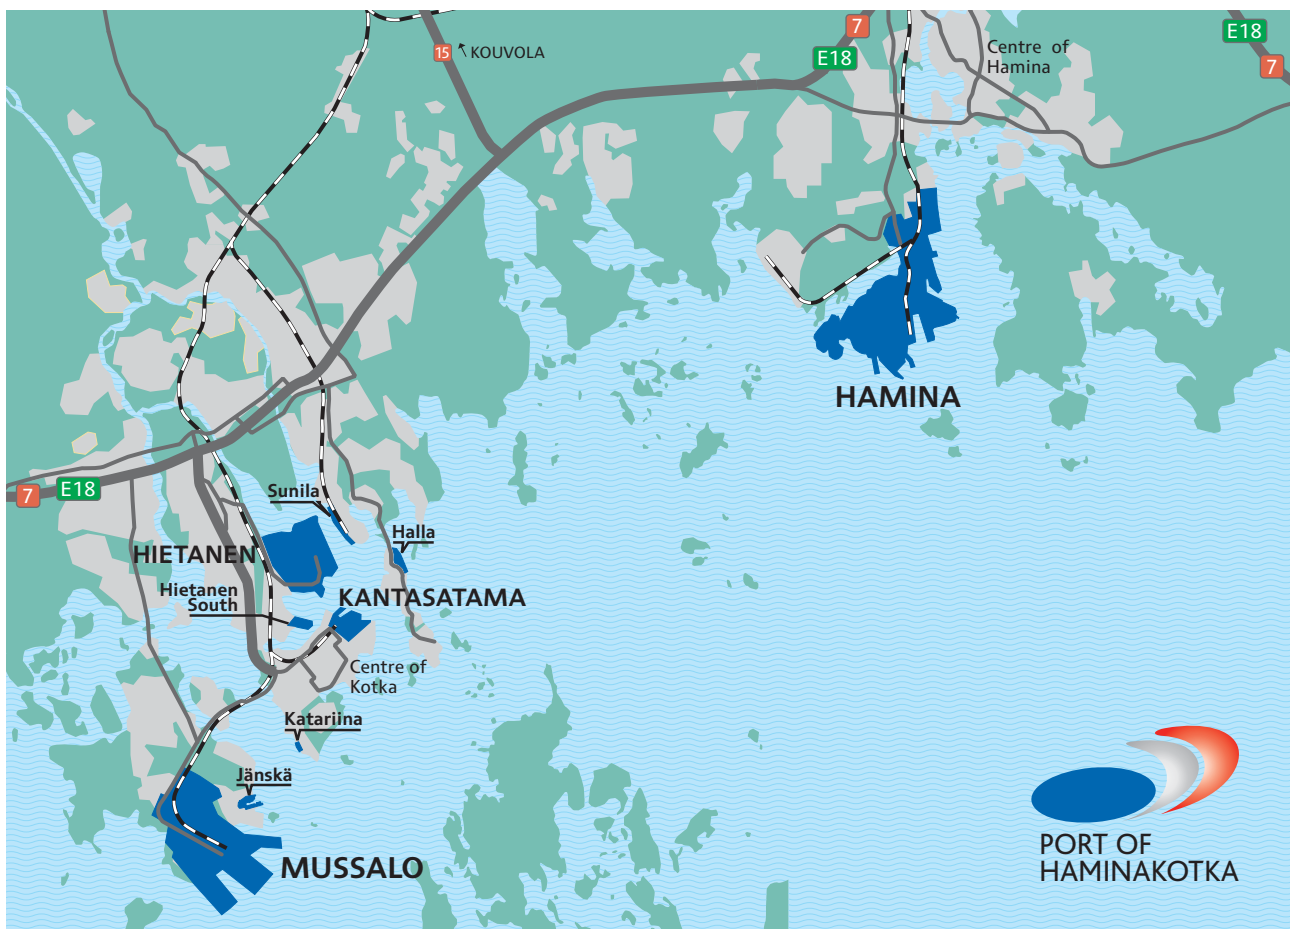 7
E18
15
KOUVOLA
Centre of
Hamina
E18
7
HAMINA
7
E18
Sunila
Halla
HIETANEN
Hietanen
South
KANTASATAMA
Centre of
Kotka
Katariina
Jänskä
MUSSALO
PORT OF
HAMINAKOTKA